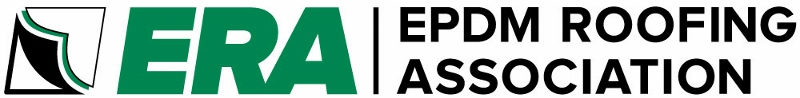 ERA
EPDM ROOFING
ASSOCIATION